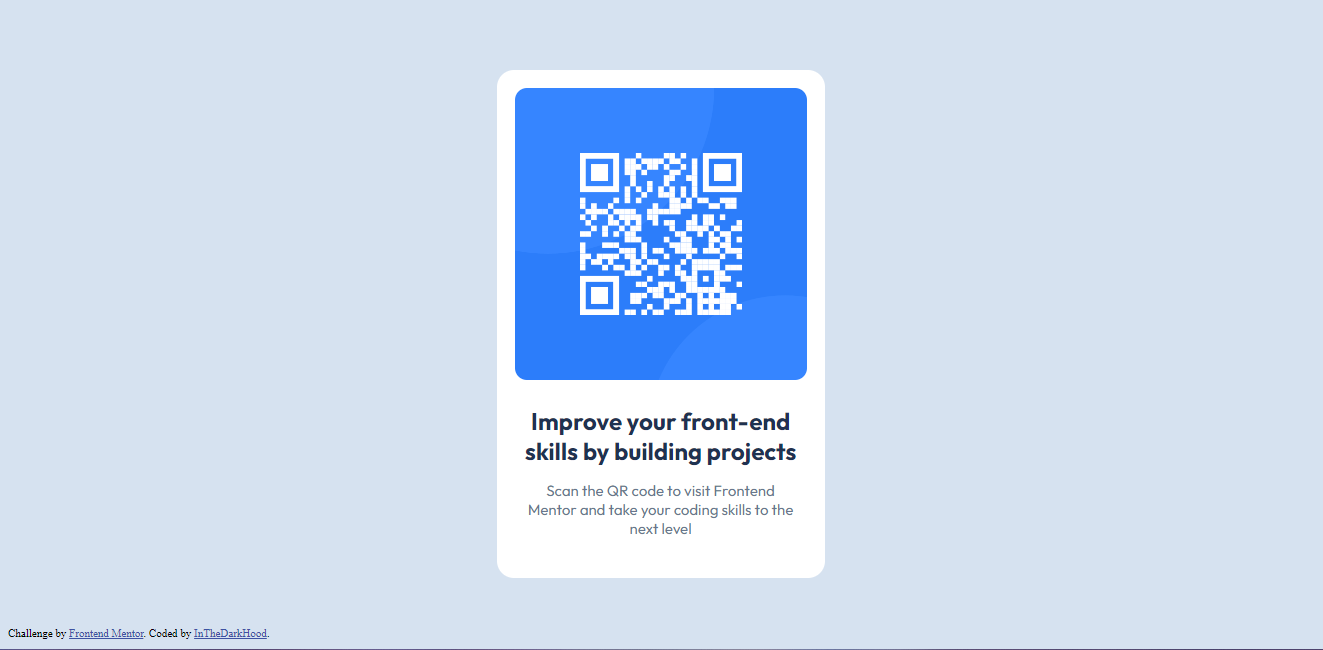 Improve your front-end
skills by building projects
Scan the QR code to visit Frontend
Mentor and take your coding skills to the
next level
Challenge by Frontend Mentor. Coded by InTheDarkHood.